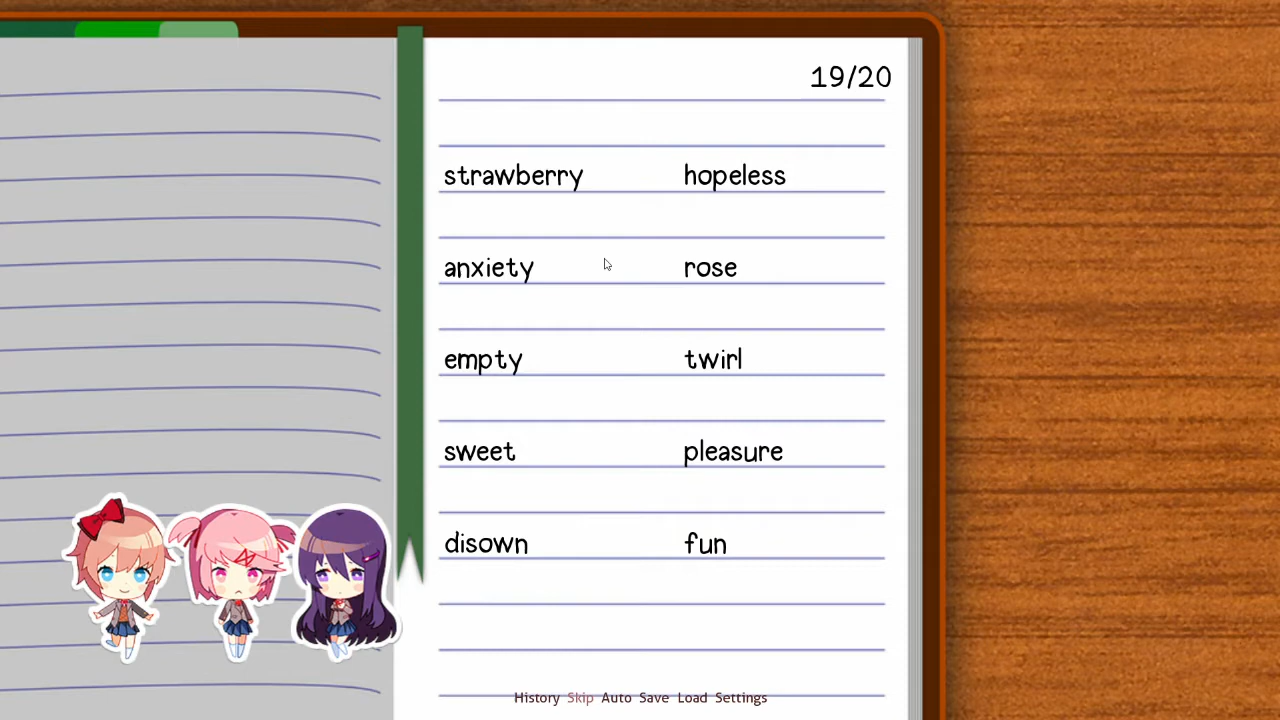 19/20
strawberry hopeless
anxiety rose
empty twirl
sweet pleasure
disown fun
History Skip Auto Save Load Settings